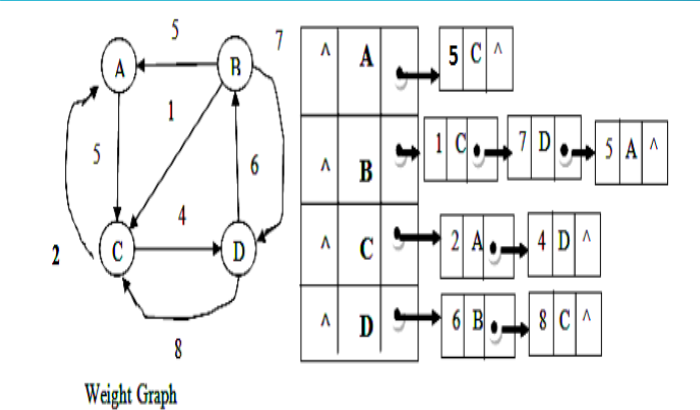 5
7
A
B
1
5
6
4
2
C
D
8
Weight Graph
^ A 5 C ^
^ B 1 C 7 D 5 A ^
^ C 2 A 4 D ^
^ D 6 B 8 C ^